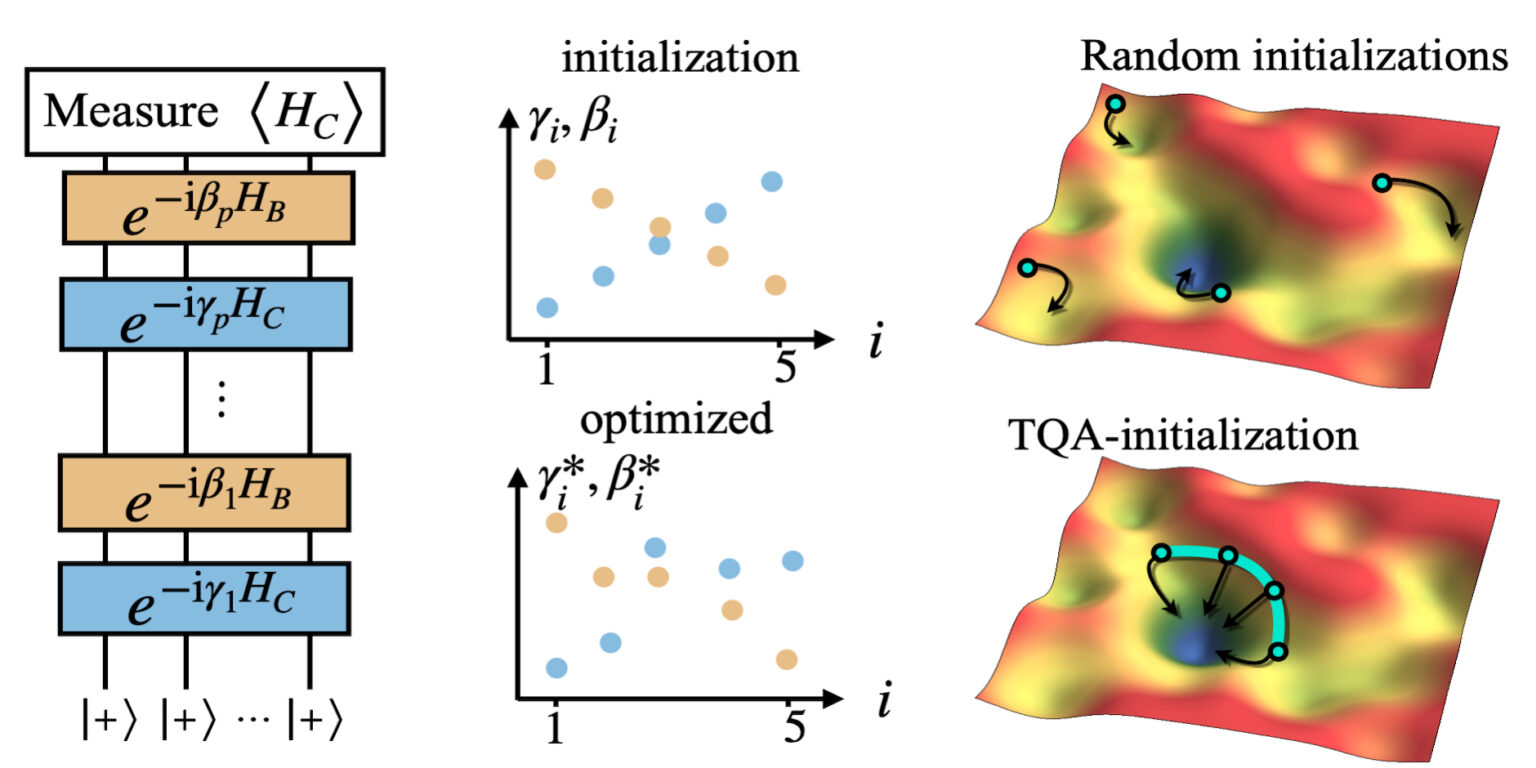 Measure ⟨H_C⟩
e^{-iβ_p H_B}
e^{-iγ_p H_C}
⋮
e^{-iβ_1 H_B}
e^{-iγ_1 H_C}
|+⟩ |+⟩ ⋯ |+⟩
initialization
γ_i, β_i
i
1 5
optimized
γ_i^*, β_i^*
i
1 5
Random initializations
TQA-initialization